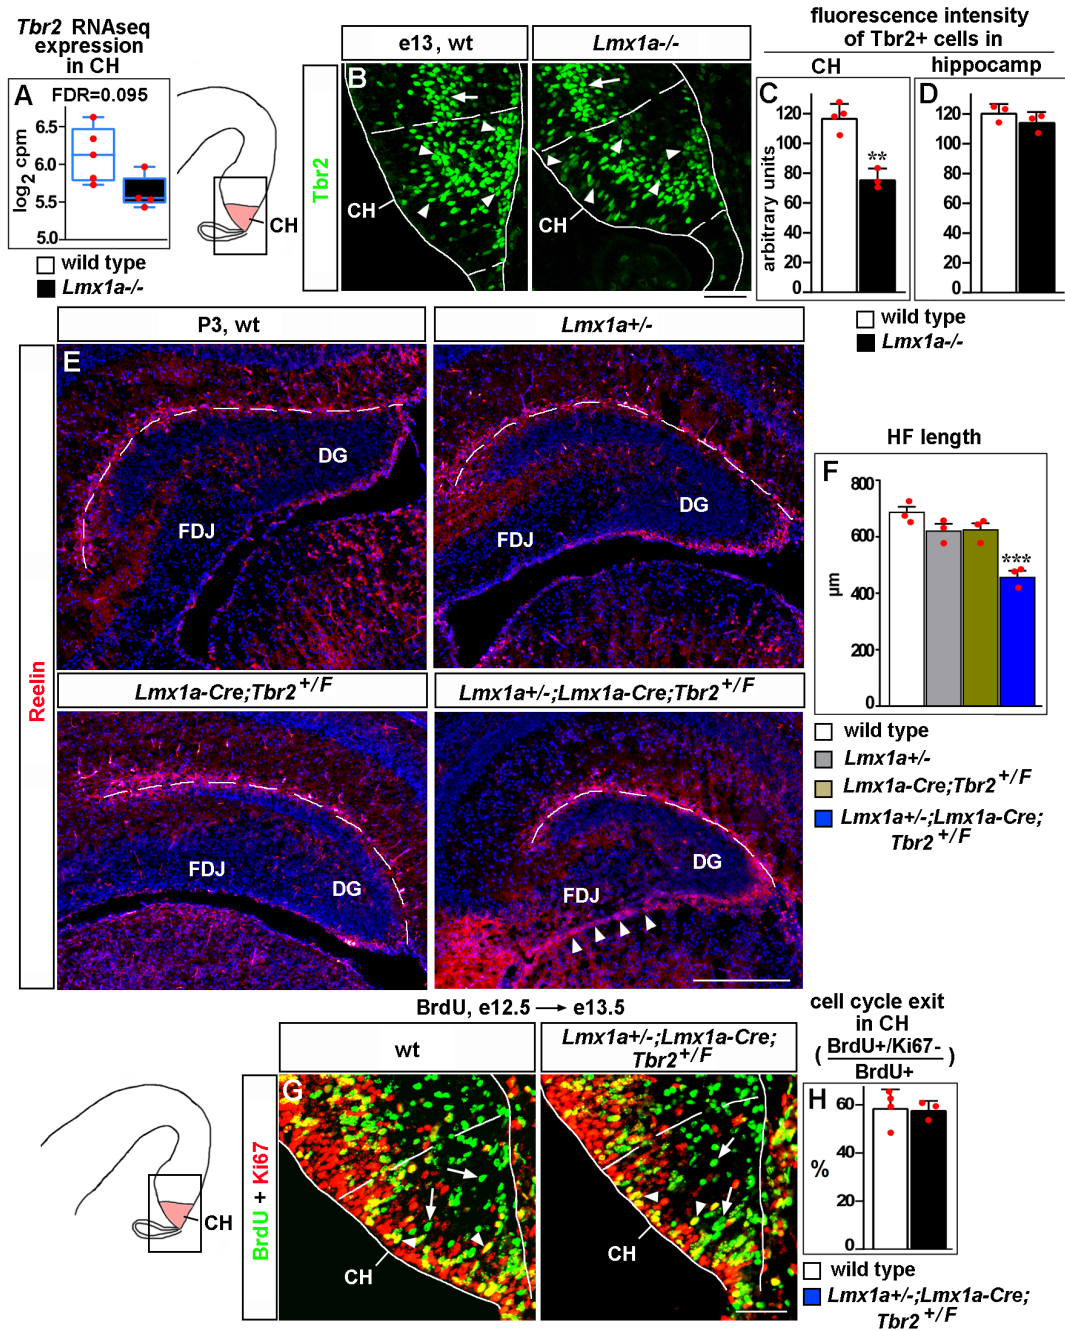 Tbr2 RNAseq
expression
in CH
A
FDR=0.095
log2 cpm
6.5
6.0
5.5
5.0
wild type
Lmx1a-/-
CH
e13, wt
Lmx1a-/-
Tbr2
B
CH
CH
fluorescence intensity
of Tbr2+ cells in
CH
hippocamp
C
arbitrary units
120
100
80
60
40
20
0
**
D
120
100
80
60
40
20
0
wild type
Lmx1a-/-
P3, wt
Lmx1a+/-
Reelin
E
DG
FDJ
DG
FDJ
Lmx1a-Cre;Tbr2+/F
Lmx1a+/-;Lmx1a-Cre;Tbr2+/F
FDJ
DG
DG
FDJ
HF length
F
µm
800
600
400
200
0
***
wild type
Lmx1a+/-
Lmx1a-Cre;Tbr2+/F
Lmx1a+/-;Lmx1a-Cre;
Tbr2+/F
BrdU, e12.5 → e13.5
wt
Lmx1a+/-;Lmx1a-Cre;
Tbr2+/F
CH
BrdU + Ki67
G
CH
CH
cell cycle exit
in CH
(BrdU+/Ki67-)
BrdU+
H
%
60
40
20
0
wild type
Lmx1a+/-;Lmx1a-Cre;
Tbr2+/F